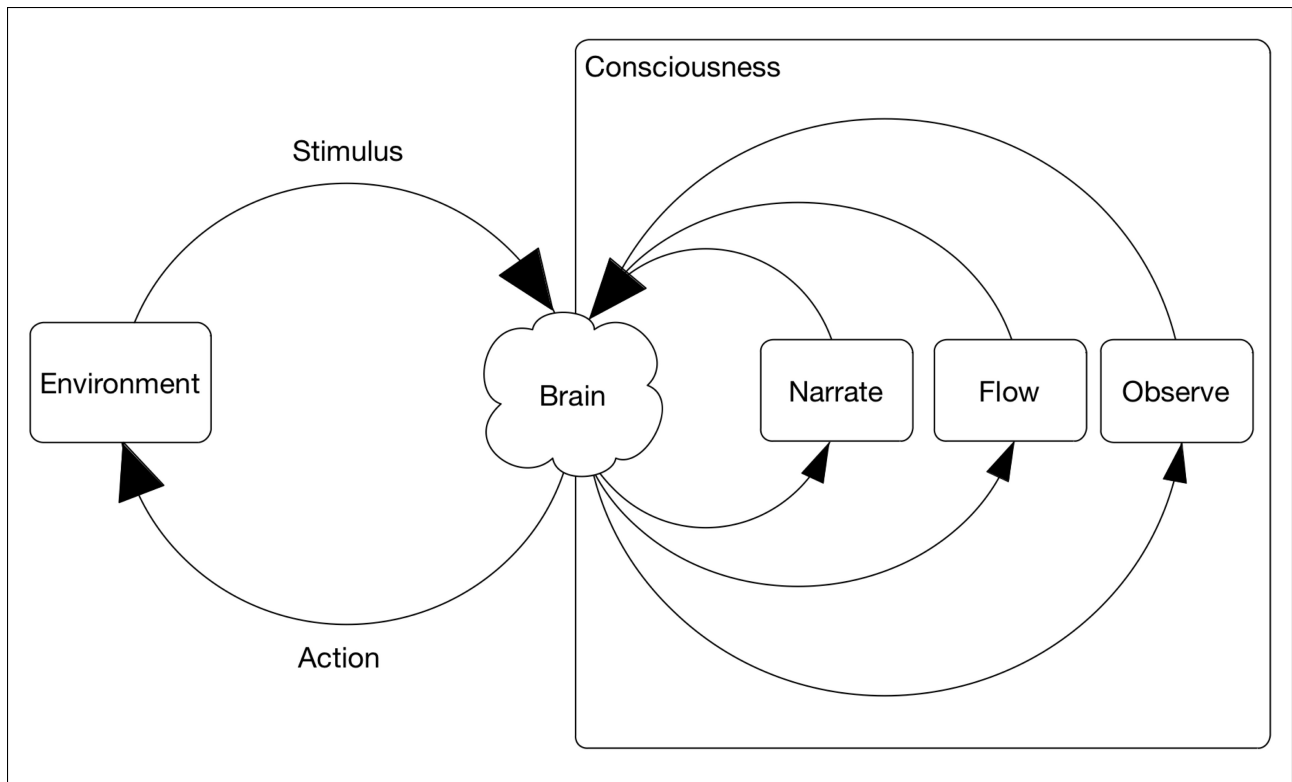 Consciousness
Stimulus
Environment
Brain
Narrate
Flow
Observe
Action